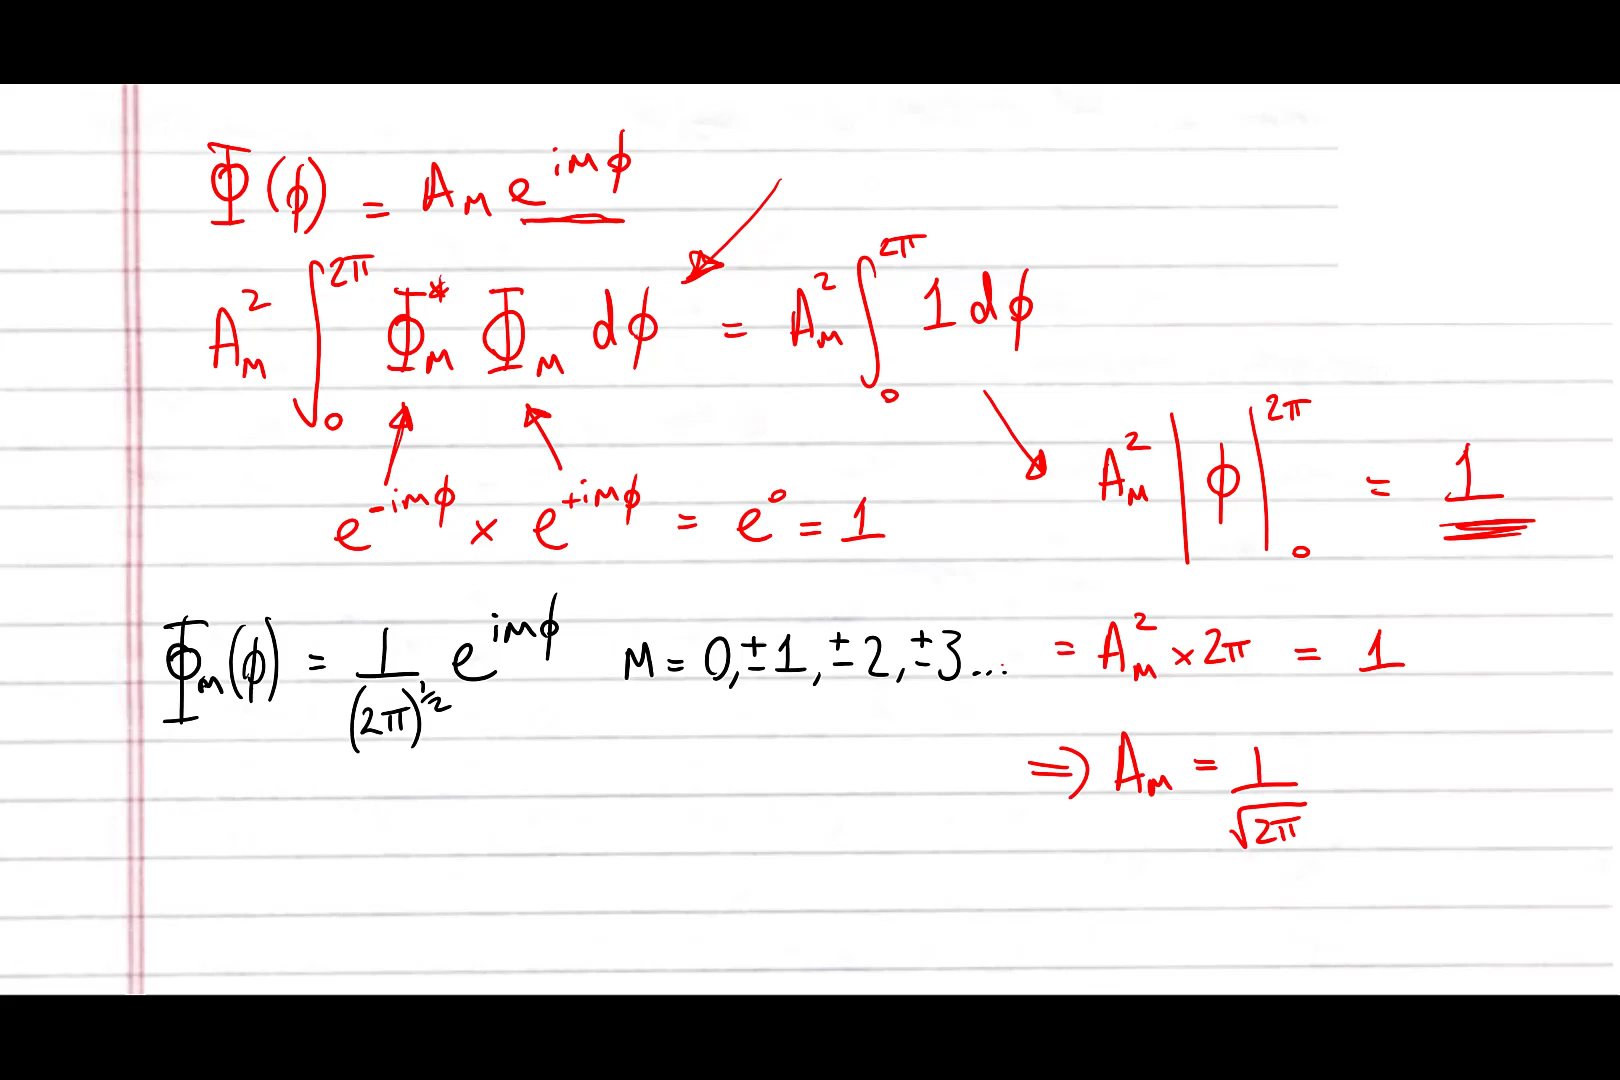 Φ(ϕ) = A_M e^{iMϕ}
A_M^2 ∫_0^{2π} Φ_M^* Φ_M dϕ = A_M^2 ∫_0^{2π} 1 dϕ
A_M^2 |ϕ|_0^{2π} = 1
e^{-iMϕ} × e^{+iMϕ} = e^0 = 1
Φ_M(ϕ) = 1/(2π)^{1/2} e^{iMϕ} M = 0, ±1, ±2, ±3...
= A_M^2 × 2π = 1
⇒ A_M = 1/√2π